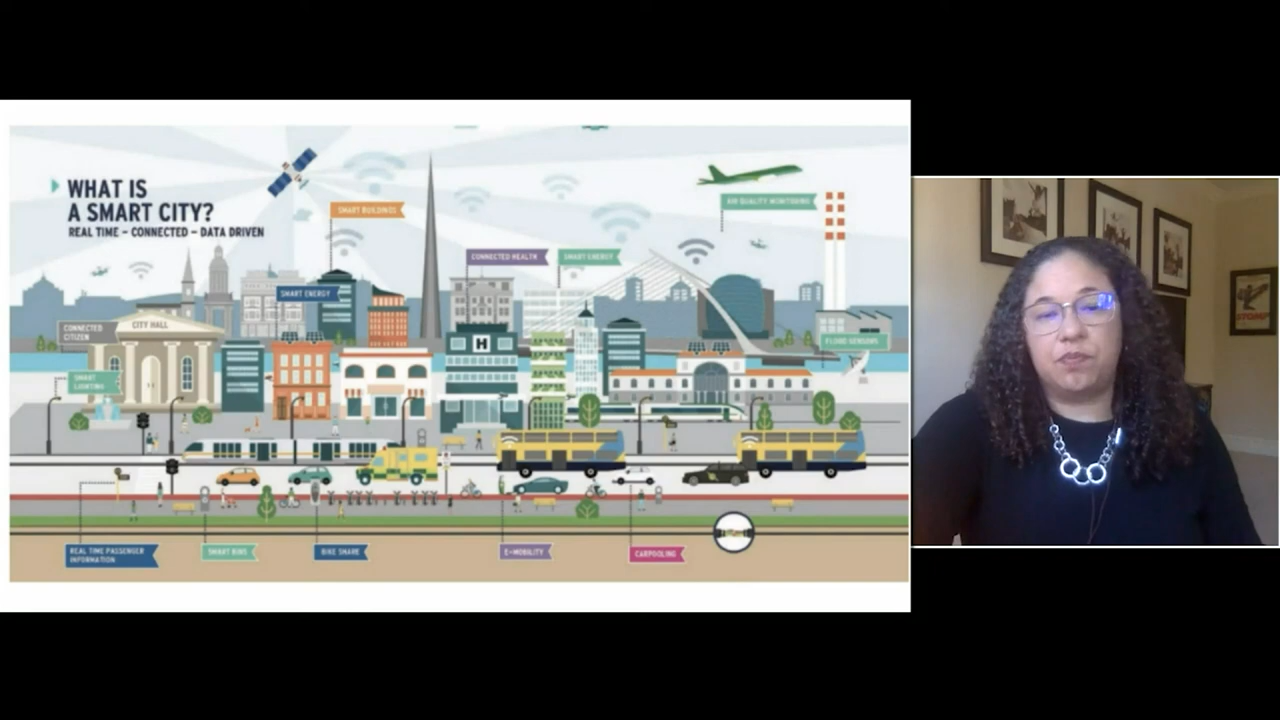 WHAT IS
A SMART CITY?
REAL TIME - CONNECTED - DATA DRIVEN
SMART BUILDINGS
AIR QUALITY MONITORING
CONNECTED HEALTH
SMART ENERGY
SMART ENERGY
CONNECTED
CITIZEN
CITY HALL
H
FLOOD SENSORS
SMART
LIGHTING
REAL TIME PASSENGER
INFORMATION
SMART BINS
BIKE SHARE
E-MOBILITY
CARPOOLING
STOMP